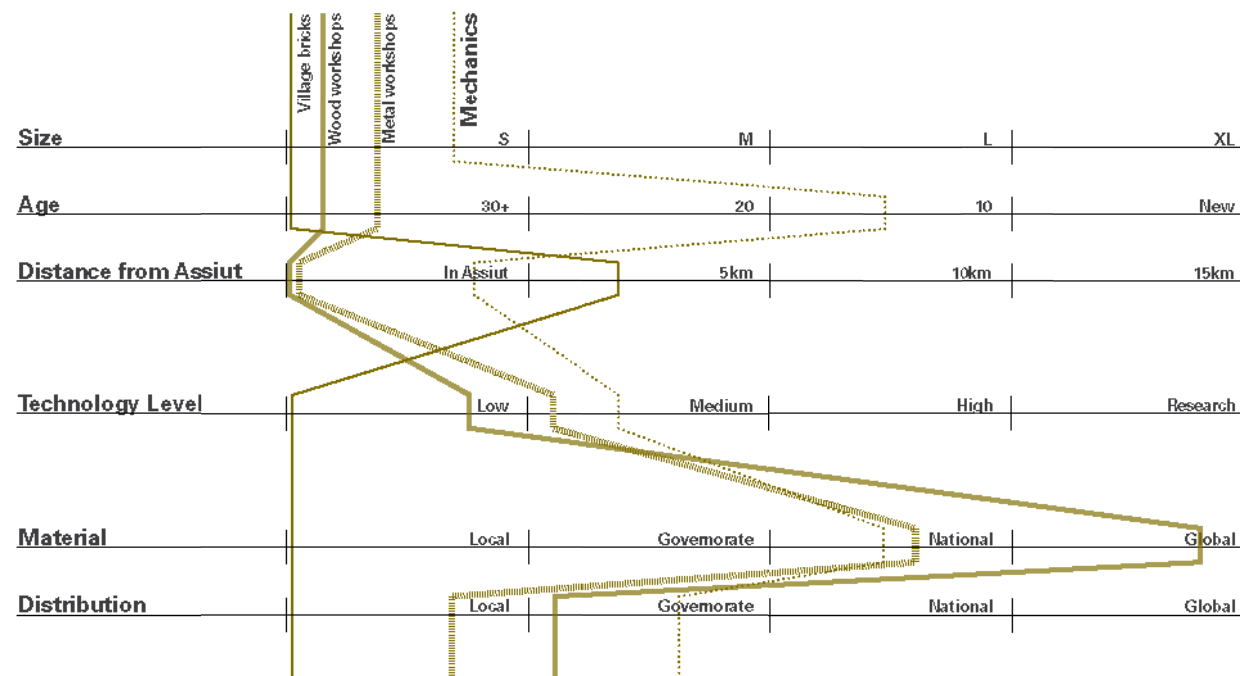 Village bricks
Wood workshops
Metal workshops
Mechanics
Size S M L XL
Age 30+ 20 10 New
Distance from Assiut In Assiut 5km 10km 15km
Technology Level Low Medium High Research
Material Local Governorate National Global
Distribution Local Governorate National Global